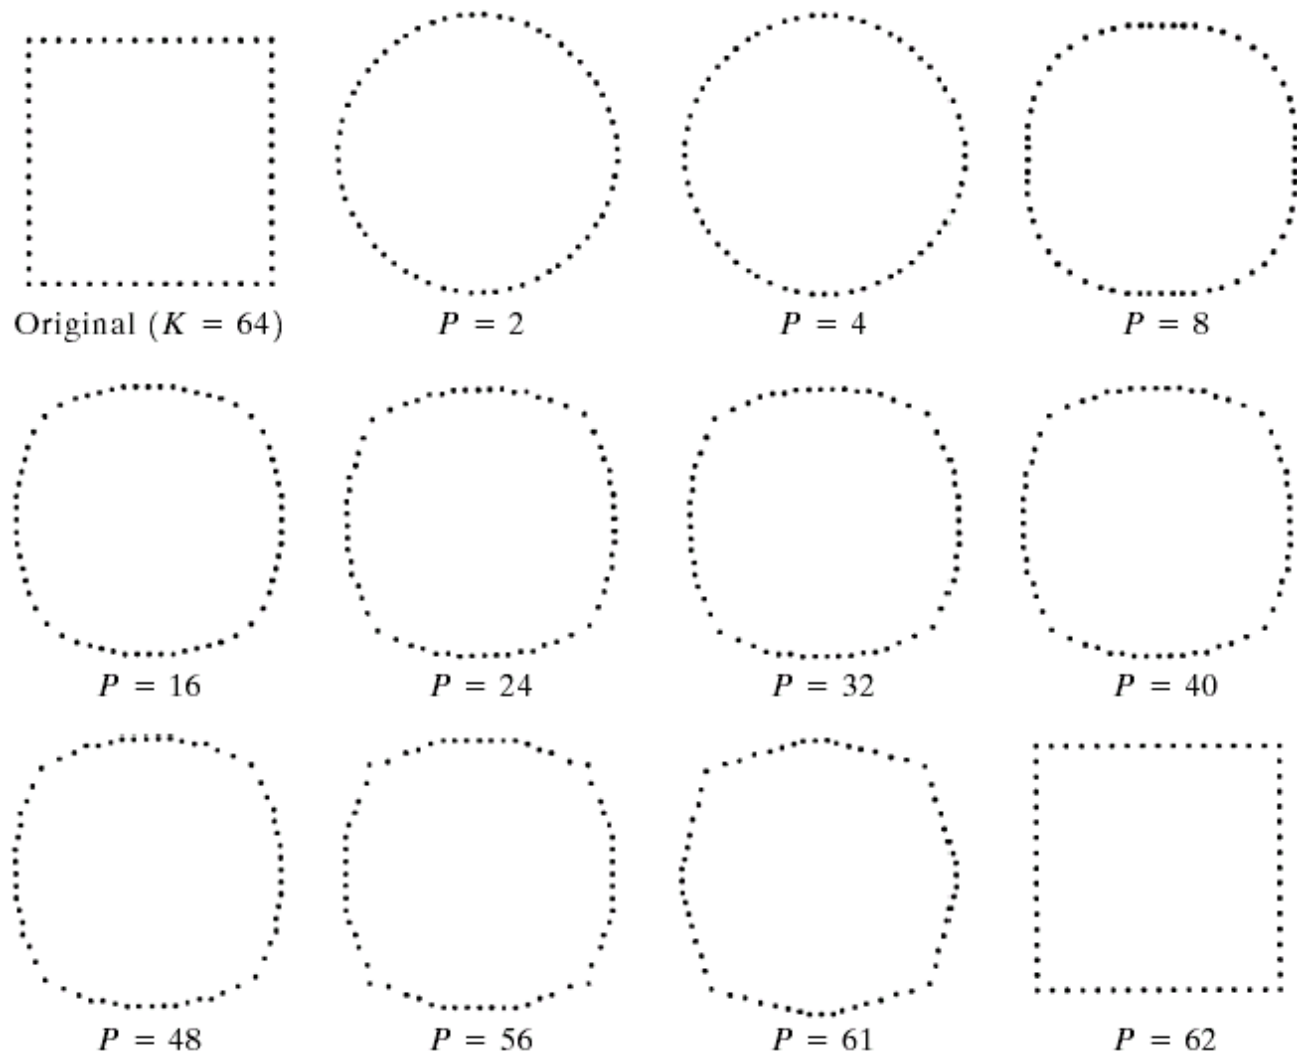 Original (K = 64)
P = 2
P = 4
P = 8
P = 16
P = 24
P = 32
P = 40
P = 48
P = 56
P = 61
P = 62